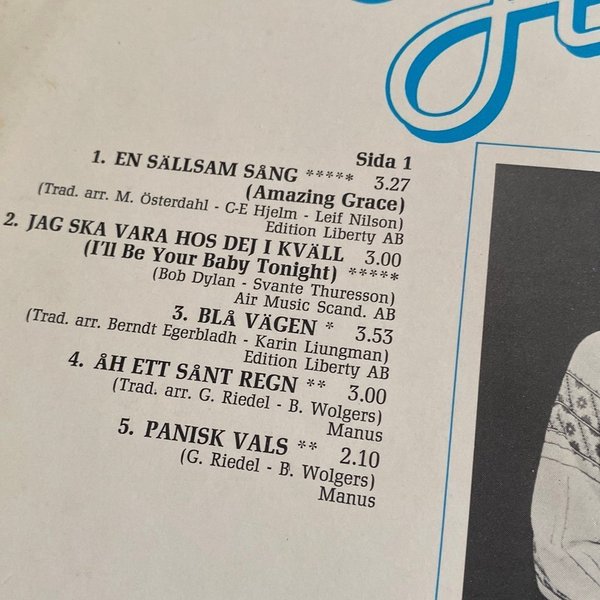 Sida 1
1. EN SÄLLSAM SÅNG ***** 3.27
(Amazing Grace)
(Trad. arr. M. Österdahl - C-E Hjelm - Leif Nilson)
Edition Liberty AB
2. JAG SKA VARA HOS DEJ I KVÄLL 3.00
(I'll Be Your Baby Tonight) *****
(Bob Dylan - Svante Thuresson)
Air Music Scand. AB
3. BLÅ VÄGEN * 3.53
(Trad. arr. Berndt Egerbladh - Karin Liungman)
Edition Liberty AB
4. ÅH ETT SÅNT REGN ** 3.00
(Trad. arr. G. Riedel - B. Wolgers)
Manus
5. PANISK VALS ** 2.10
(G. Riedel - B. Wolgers)
Manus